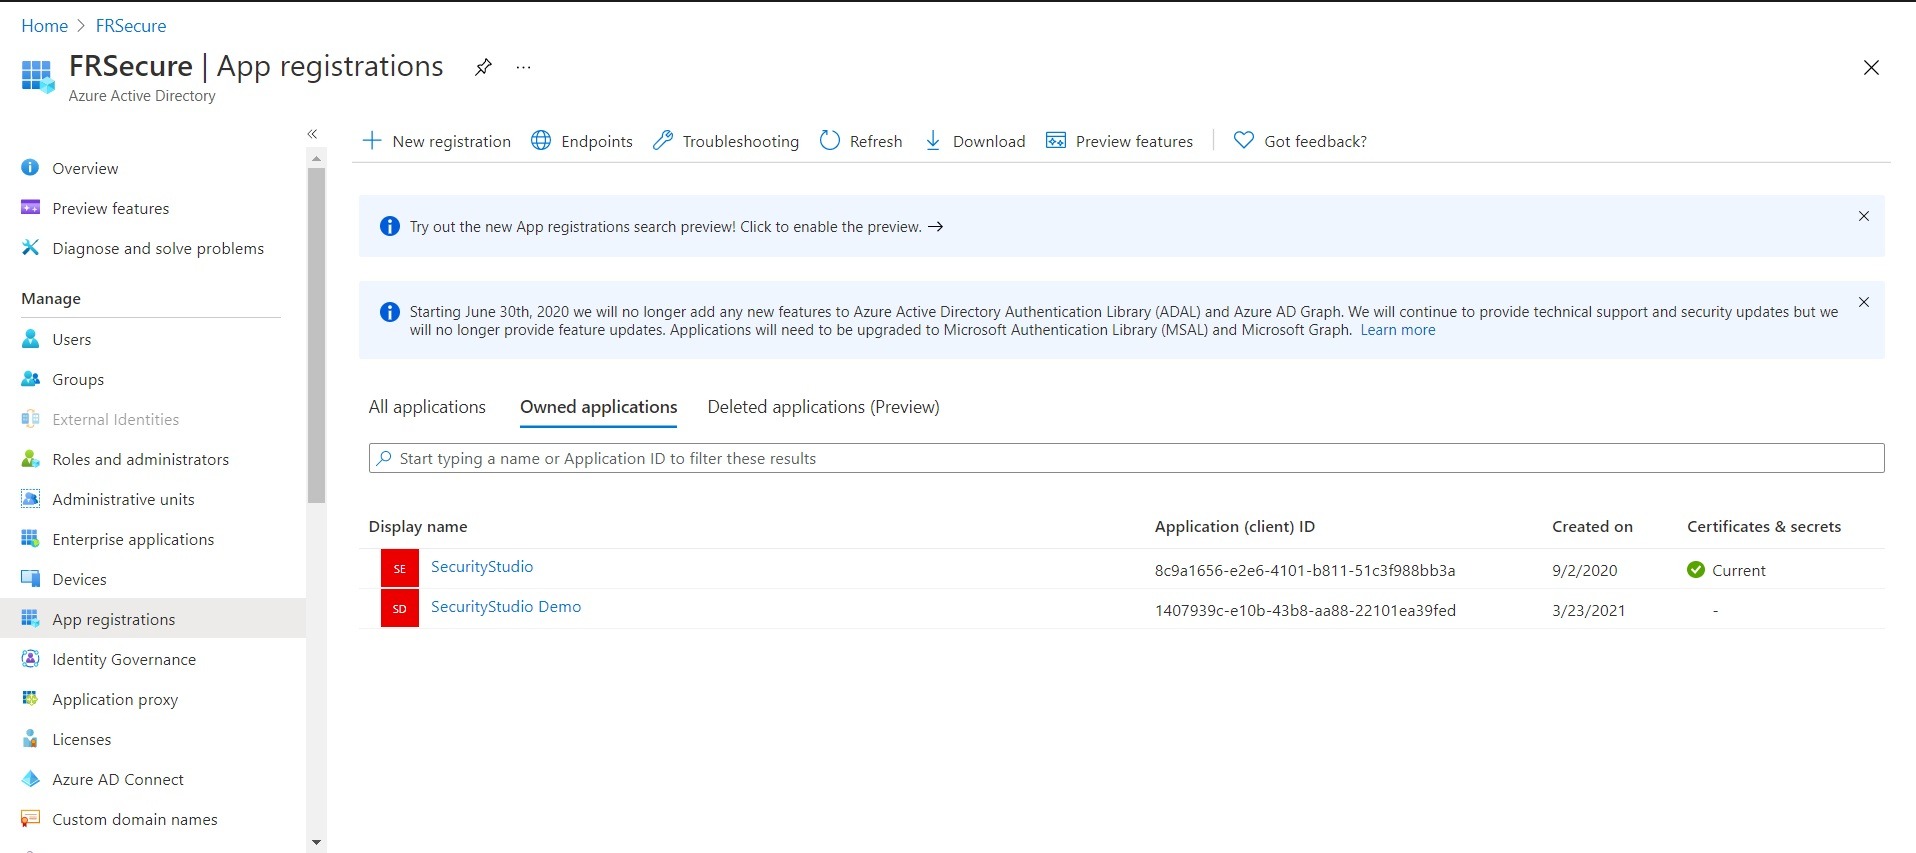 Home > FRSecure
FRSecure | App registrations
Azure Active Directory
Overview
Preview features
Diagnose and solve problems
Manage
Users
Groups
External Identities
Roles and administrators
Administrative units
Enterprise applications
Devices
App registrations
Identity Governance
Application proxy
Licenses
Azure AD Connect
Custom domain names
New registration Endpoints Troubleshooting Refresh Download Preview features Got feedback?
Try out the new App registrations search preview! Click to enable the preview. →
Starting June 30th, 2020 we will no longer add any new features to Azure Active Directory Authentication Library (ADAL) and Azure AD Graph. We will continue to provide technical support and security updates but we
will no longer provide feature updates. Applications will need to be upgraded to Microsoft Authentication Library (MSAL) and Microsoft Graph. Learn more
All applications Owned applications Deleted applications (Preview)
Start typing a name or Application ID to filter these results
Display name Application (client) ID Created on Certificates & secrets
SE SecurityStudio 8c9a1656-e2e6-4101-b811-51c3f988bb3a 9/2/2020 Current
SD SecurityStudio Demo 1407939c-e10b-43b8-aa88-22101ea39fed 3/23/2021 -